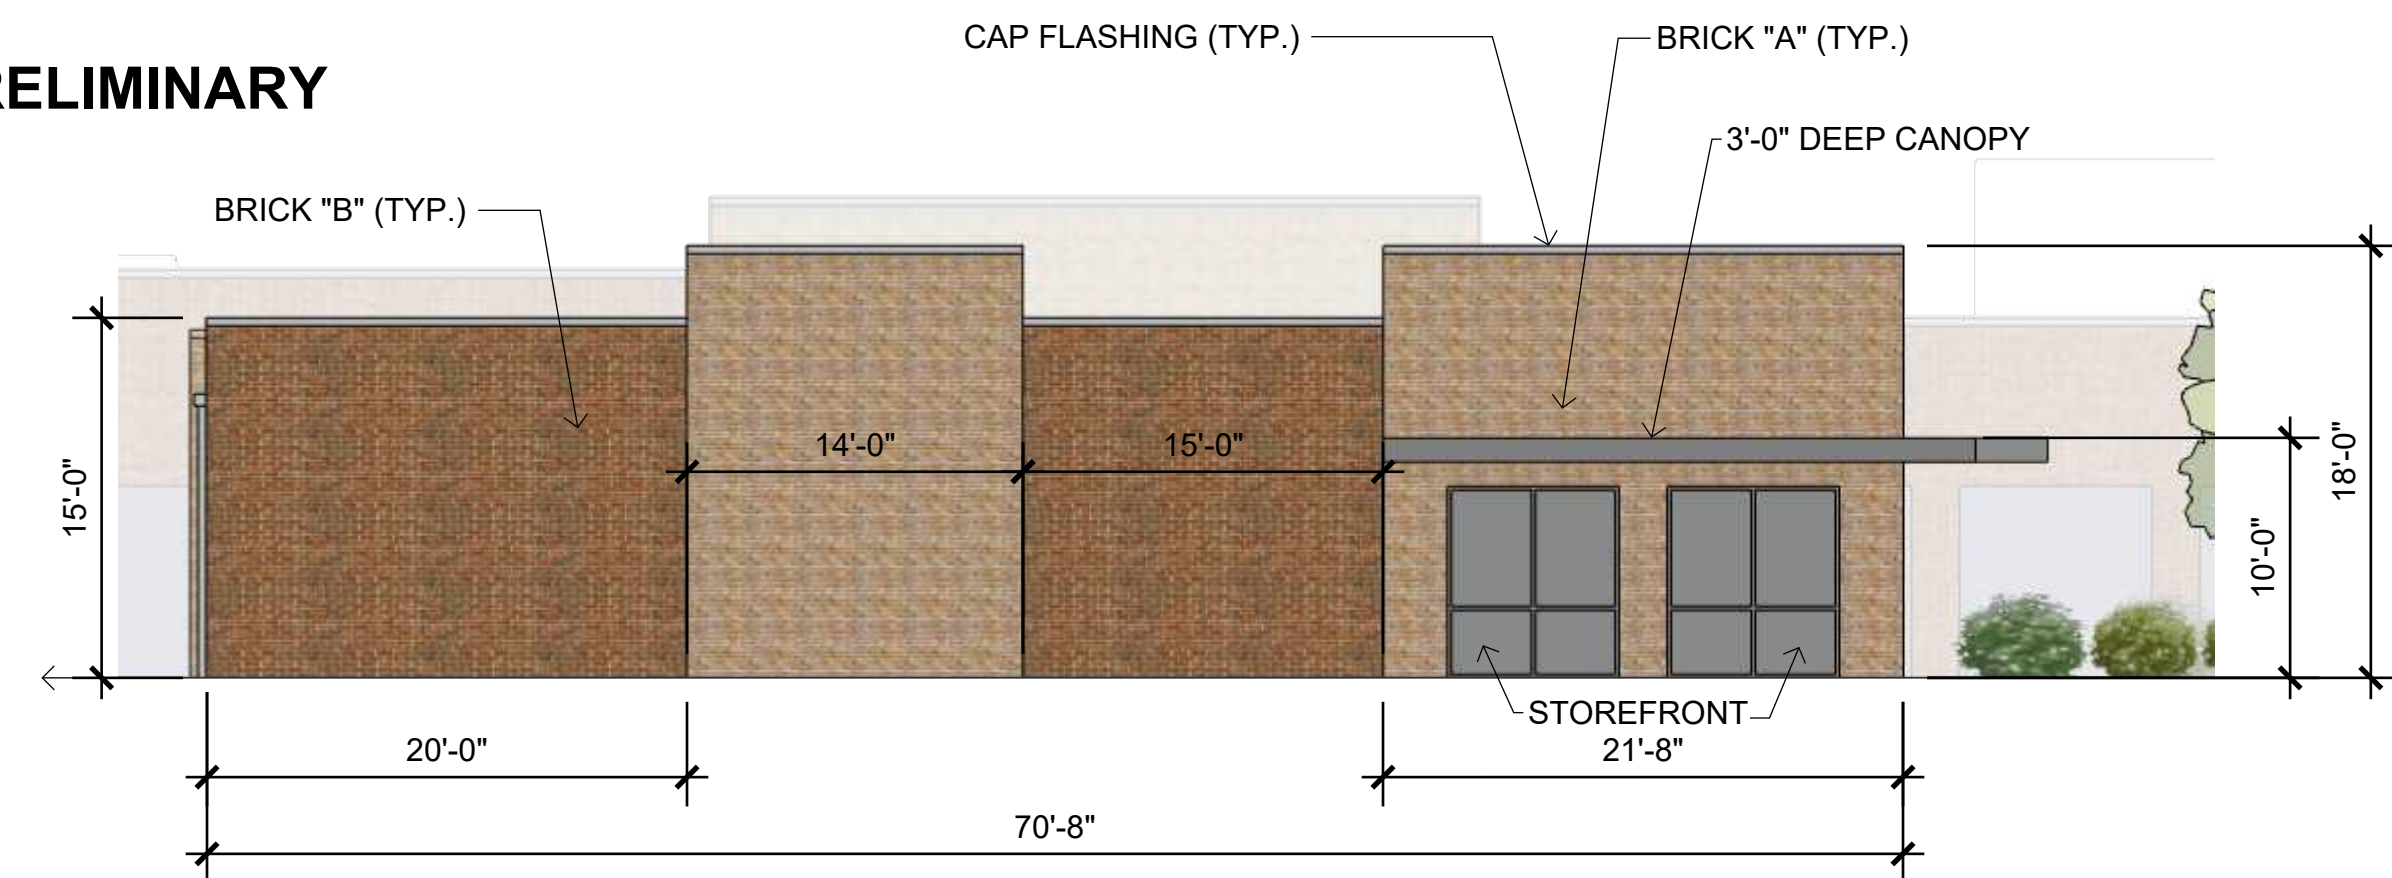 CAP FLASHING (TYP.)
BRICK "A" (TYP.)
RELIMINARY
3'-0" DEEP CANOPY
BRICK "B" (TYP.)
14'-0"
15'-0"
15'-0"
18'-0"
10'-0"
STOREFRONT
20'-0"
21'-8"
70'-8"